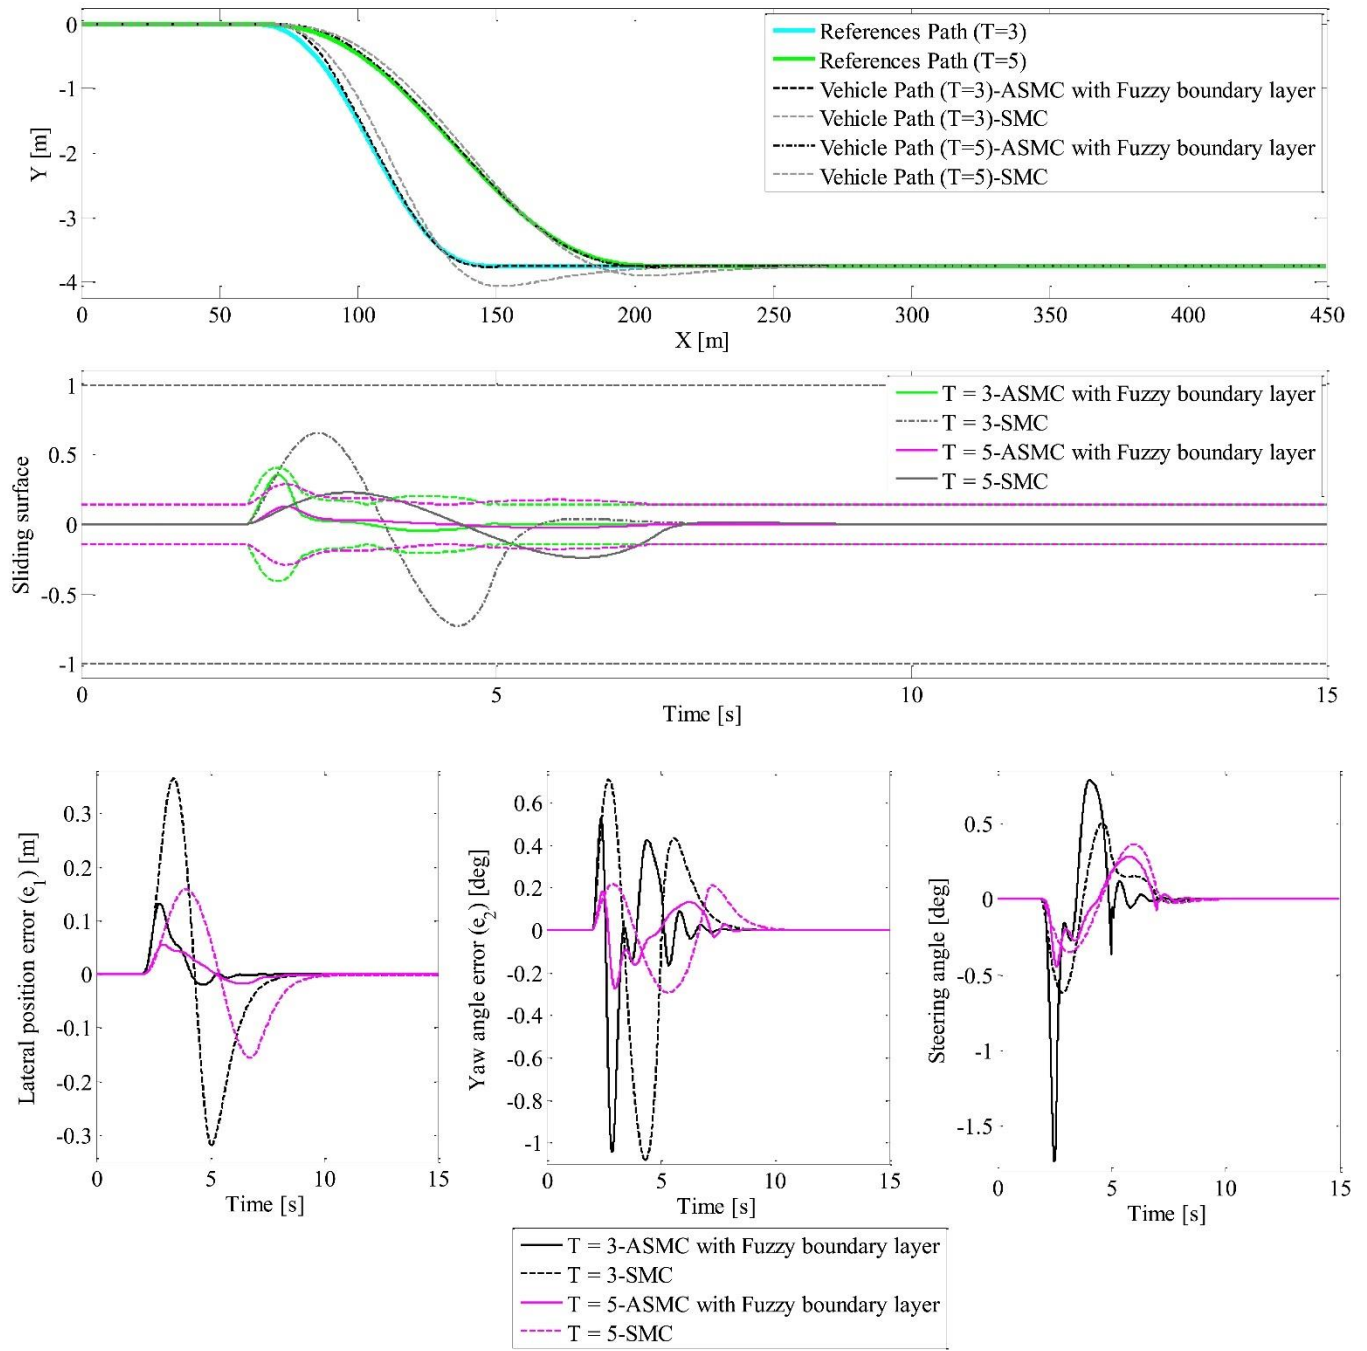 0
-1
-2
-3
-4
Y [m]
References Path (T=3)
References Path (T=5)
Vehicle Path (T=3)-ASMC with Fuzzy boundary layer
Vehicle Path (T=3)-SMC
Vehicle Path (T=5)-ASMC with Fuzzy boundary layer
Vehicle Path (T=5)-SMC
0 50 100 150 200 250 300 350 400 450
X [m]
1
0.5
0
-0.5
-1
Sliding surface
T = 3-ASMC with Fuzzy boundary layer
T = 3-SMC
T = 5-ASMC with Fuzzy boundary layer
T = 5-SMC
0 5 10 15
Time [s]
0.3
0.2
0.1
0
-0.1
-0.2
-0.3
Lateral position error (e1) [m]
0 5 10 15
Time [s]
0.6
0.4
0.2
0
-0.2
-0.4
-0.6
-0.8
-1
Yaw angle error (e2) [deg]
0 5 10 15
Time [s]
0.5
0
-0.5
-1
-1.5
Steering angle [deg]
0 5 10 15
Time [s]
T = 3-ASMC with Fuzzy boundary layer
T = 3-SMC
T = 5-ASMC with Fuzzy boundary layer
T = 5-SMC